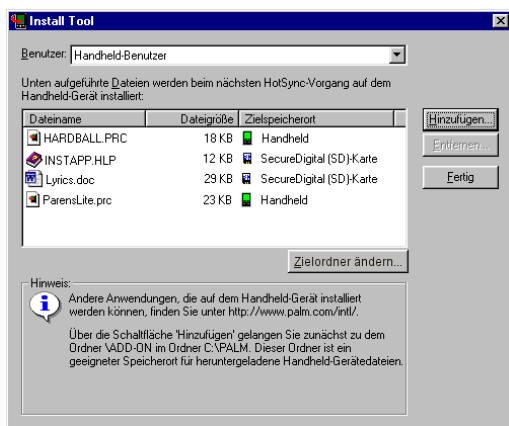 Install Tool
Benutzer: Handheld-Benutzer
Unten aufgeführte Dateien werden beim nächsten HotSync-Vorgang auf dem
Handheld-Gerät installiert:
Dateiname Dateigröße Zielspeicherort
HARDBALL.PRC 18 KB Handheld
INSTAPP.HLP 12 KB SecureDigital (SD)-Karte
Lyrics.doc 29 KB SecureDigital (SD)-Karte
ParensLite.prc 23 KB Handheld
Hinzufügen...
Entfernen...
Fertig
Zielordner ändern...
Hinweis:
Andere Anwendungen, die auf dem Handheld-Gerät installiert
werden können, finden Sie unter http://www.palm.com/intl/.
Über die Schaltfläche 'Hinzufügen' gelangen Sie zunächst zu dem
Ordner \ADD-ON im Ordner C:\PALM. Dieser Ordner ist ein
geeigneter Speicherort für heruntergeladene Handheld-Gerätedateien.